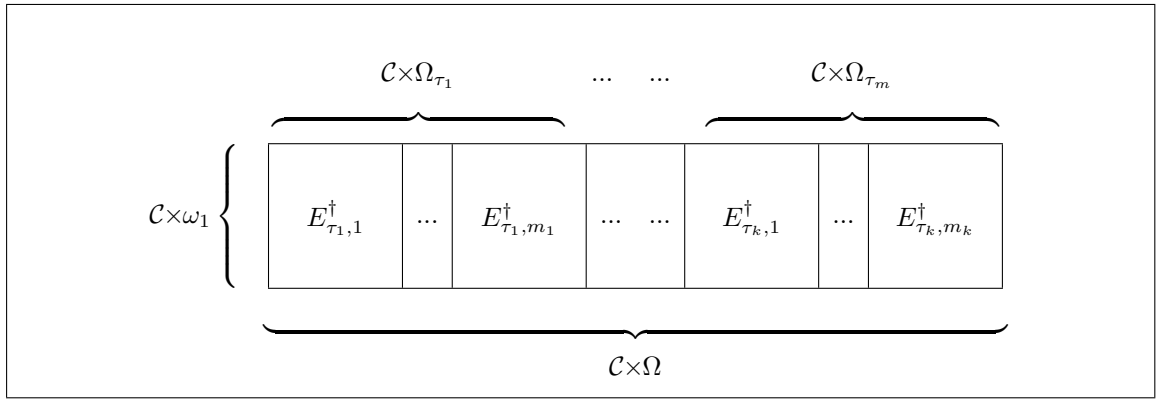 𝒞×Ω_{τ_1} ... ... 𝒞×Ω_{τ_m}
𝒞×ω_1 E^†_{τ_1,1} ... E^†_{τ_1,m_1} ... ... E^†_{τ_k,1} ... E^†_{τ_k,m_k}
𝒞×Ω